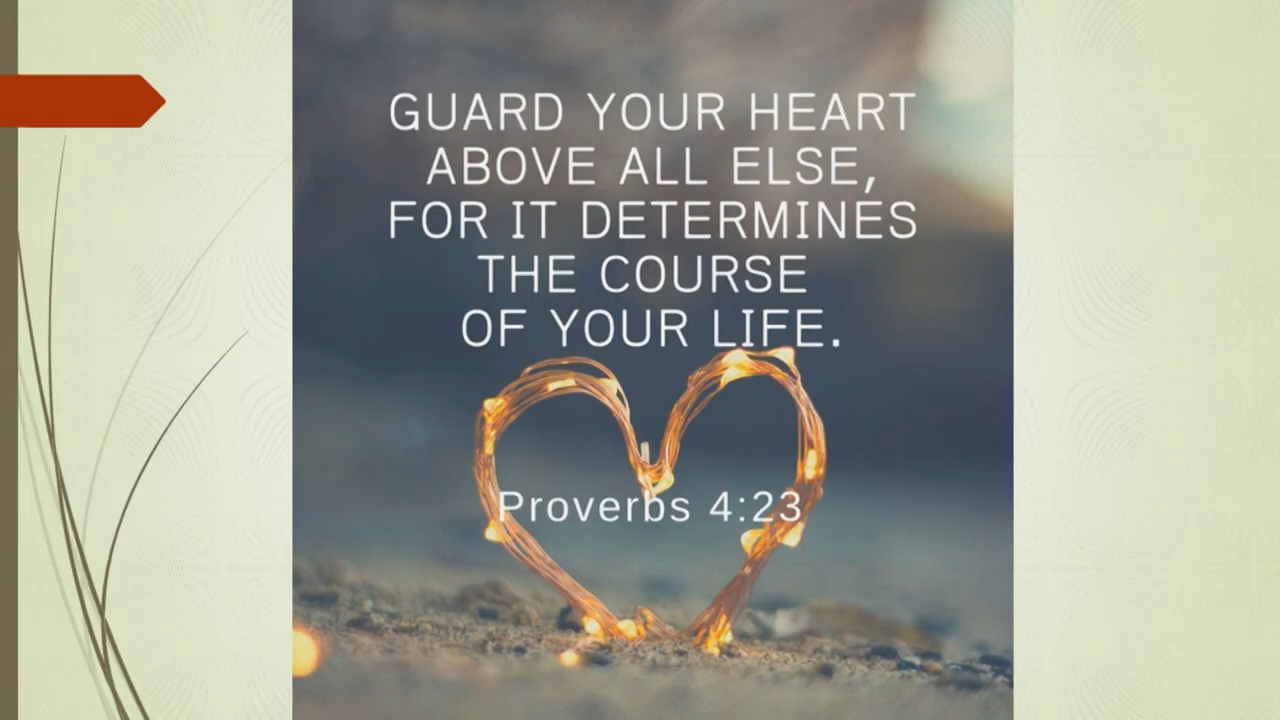 GUARD YOUR HEART
ABOVE ALL ELSE,
FOR IT DETERMINES
THE COURSE
OF YOUR LIFE.
Proverbs 4:23